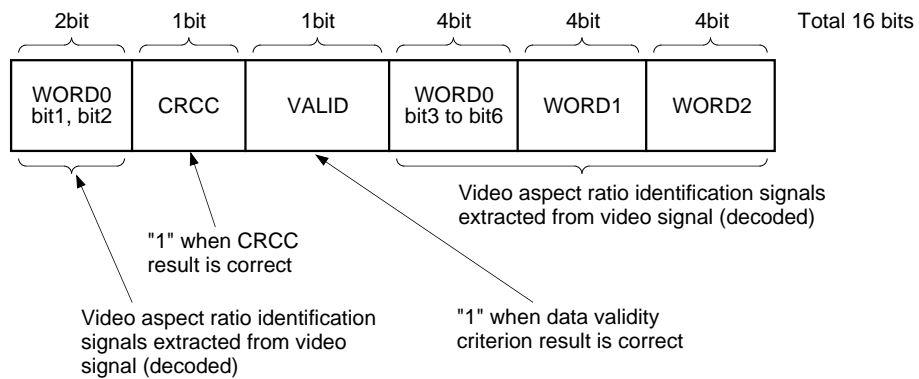 2bit 1bit 1bit 4bit 4bit 4bit Total 16 bits
WORD0
bit1, bit2
CRCC
VALID
WORD0
bit3 to bit6
WORD1
WORD2
Video aspect ratio identification signals
extracted from video signal (decoded)
"1" when CRCC
result is correct
Video aspect ratio identification
signals extracted from video
signal (decoded)
"1" when data validity
criterion result is correct